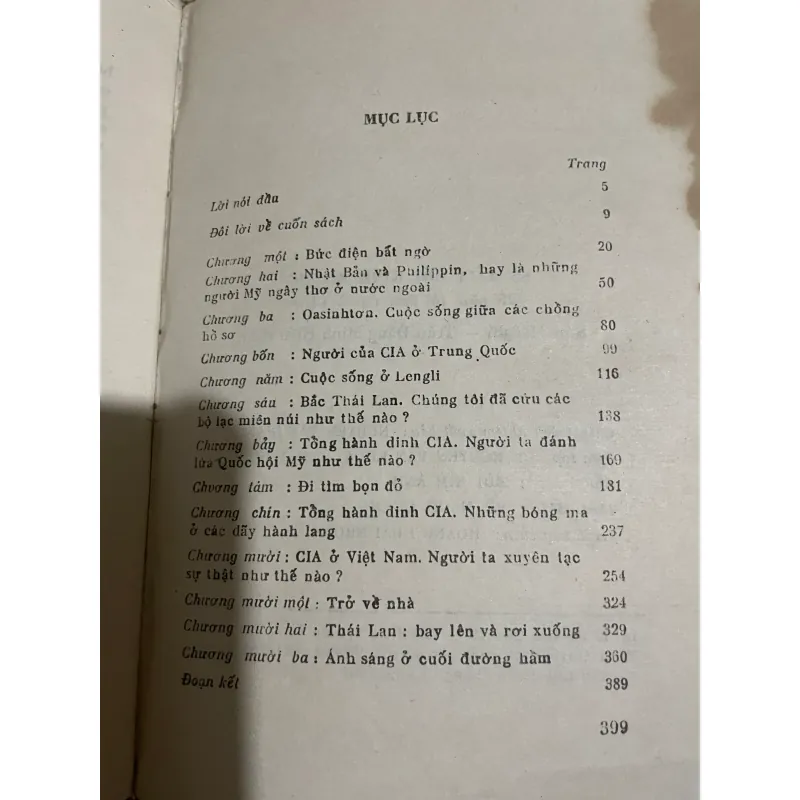 MỤC LỤC
Trang
Lời nói đầu 5
Đôi lời về cuốn sách 9
Chương một : Bức điện bất ngờ 20
Chương hai : Nhật Bản và Philippin, hay là những
người Mỹ ngây thơ ở nước ngoài 50
Chương ba : Oasinhtơn. Cuộc sống giữa các chồng
hồ sơ 80
Chương bốn : Người của CIA ở Trung Quốc 99
Chương năm : Cuộc sống ở Lengli 116
Chương sáu : Bắc Thái Lan. Chúng tôi đã cứu các
bộ lạc miền núi như thế nào ? 138
Chương bảy : Tổng hành dinh CIA. Người ta đánh
lừa Quốc hội Mỹ như thế nào ? 169
Chương tám : Đi tìm bọn đỏ 181
Chương chín : Tổng hành dinh CIA. Những bóng ma
ở các dãy hành lang 237
Chương mười : CIA ở Việt Nam. Người ta xuyên tạc
sự thật như thế nào ? 254
Chương mười một : Trở về nhà 324
Chương mười hai : Thái Lan : bay lên và rơi xuống 329
Chương mười ba : Ánh sáng ở cuối đường hầm 360
Đoạn kết 389
399